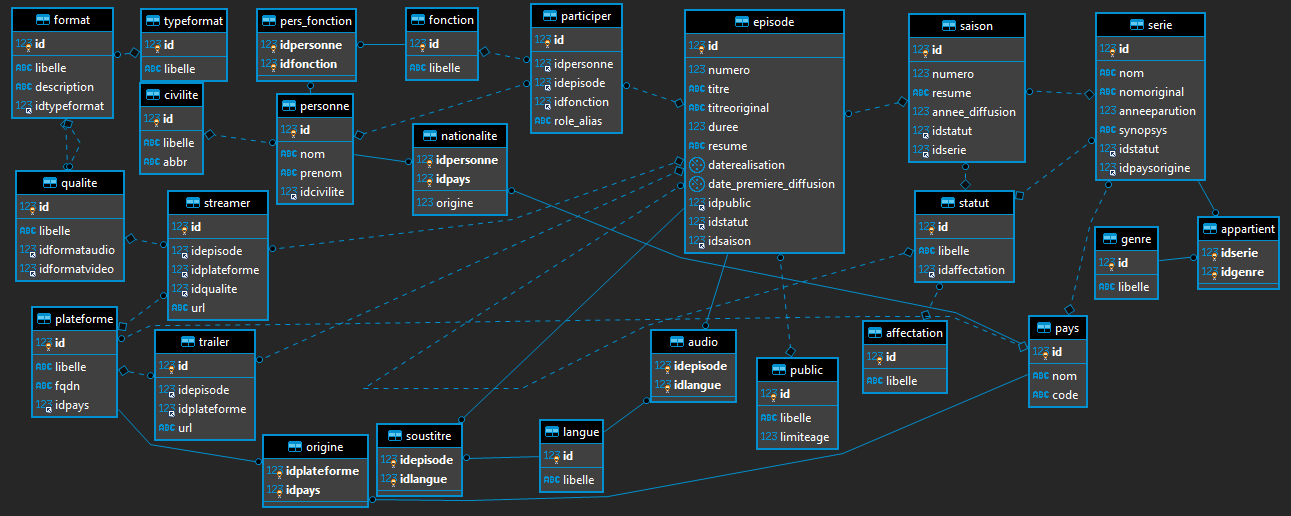 format
123 id
ABC libelle
ABC description
123 idtypeformat
typeformat
123 id
ABC libelle
pers_fonction
123 idpersonne
123 idfonction
fonction
123 id
ABC libelle
participer
123 id
123 idpersonne
123 idepisode
123 idfonction
ABC role_alias
episode
123 id
123 numero
ABC titre
ABC titreoriginal
123 duree
ABC resume
daterealisation
date_premiere_diffusion
123 idpublic
123 idstatut
123 idsaison
saison
123 id
123 numero
ABC resume
123 annee_diffusion
123 idstatut
123 idserie
serie
123 id
ABC nom
ABC nomoriginal
123 anneeparution
ABC synopsys
123 idstatut
123 idpaysorigine
civilite
123 id
ABC libelle
ABC abbr
personne
123 id
ABC nom
ABC prenom
123 idcivilite
nationalite
123 idpersonne
123 idpays
123 origine
qualite
123 id
ABC libelle
123 idformataudio
123 idformatvideo
streamer
123 id
123 idepisode
123 idplateforme
123 idqualite
ABC url
statut
123 id
ABC libelle
123 idaffectation
genre
123 id
ABC libelle
appartient
123 idserie
123 idgenre
plateforme
123 id
ABC libelle
ABC fqdn
123 idpays
trailer
123 id
123 idepisode
123 idplateforme
ABC url
audio
123 idepisode
123 idlangue
public
123 id
ABC libelle
123 limiteage
affectation
123 id
ABC libelle
pays
123 id
ABC nom
ABC code
origine
123 idplateforme
123 idpays
soustitre
123 idepisode
123 idlangue
langue
123 id
ABC libelle